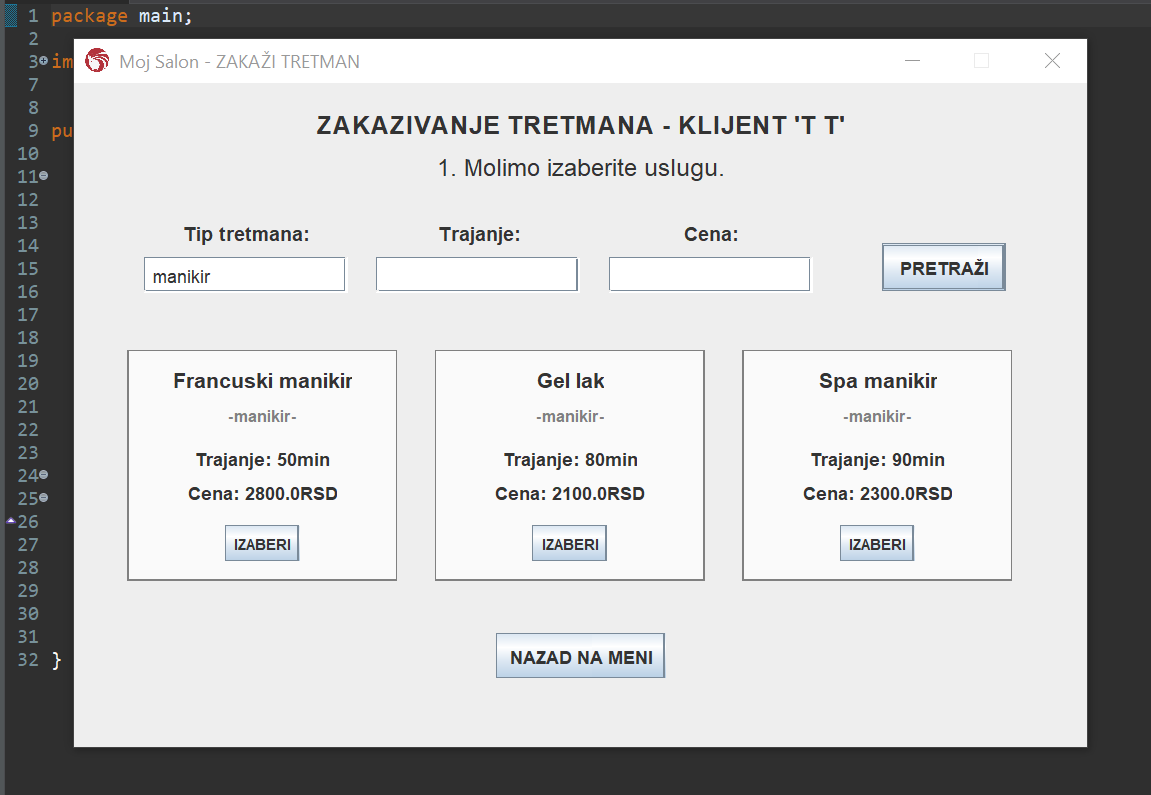 1 package main;
2
3 im
Moj Salon - ZAKAŽI TRETMAN
7
8
9 pu
10
11
12
13
14
15
16
17
18
19
20
21
22
23
24
25
26
27
28
29
30
31
32 }
ZAKAZIVANJE TRETMANA - KLIJENT 'T T'
1. Molimo izaberite uslugu.
Tip tretmana: Trajanje: Cena:
manikir PRETRAŽI
Francuski manikir
-manikir-
Trajanje: 50min
Cena: 2800.0RSD
IZABERI
Gel lak
-manikir-
Trajanje: 80min
Cena: 2100.0RSD
IZABERI
Spa manikir
-manikir-
Trajanje: 90min
Cena: 2300.0RSD
IZABERI
NAZAD NA MENI